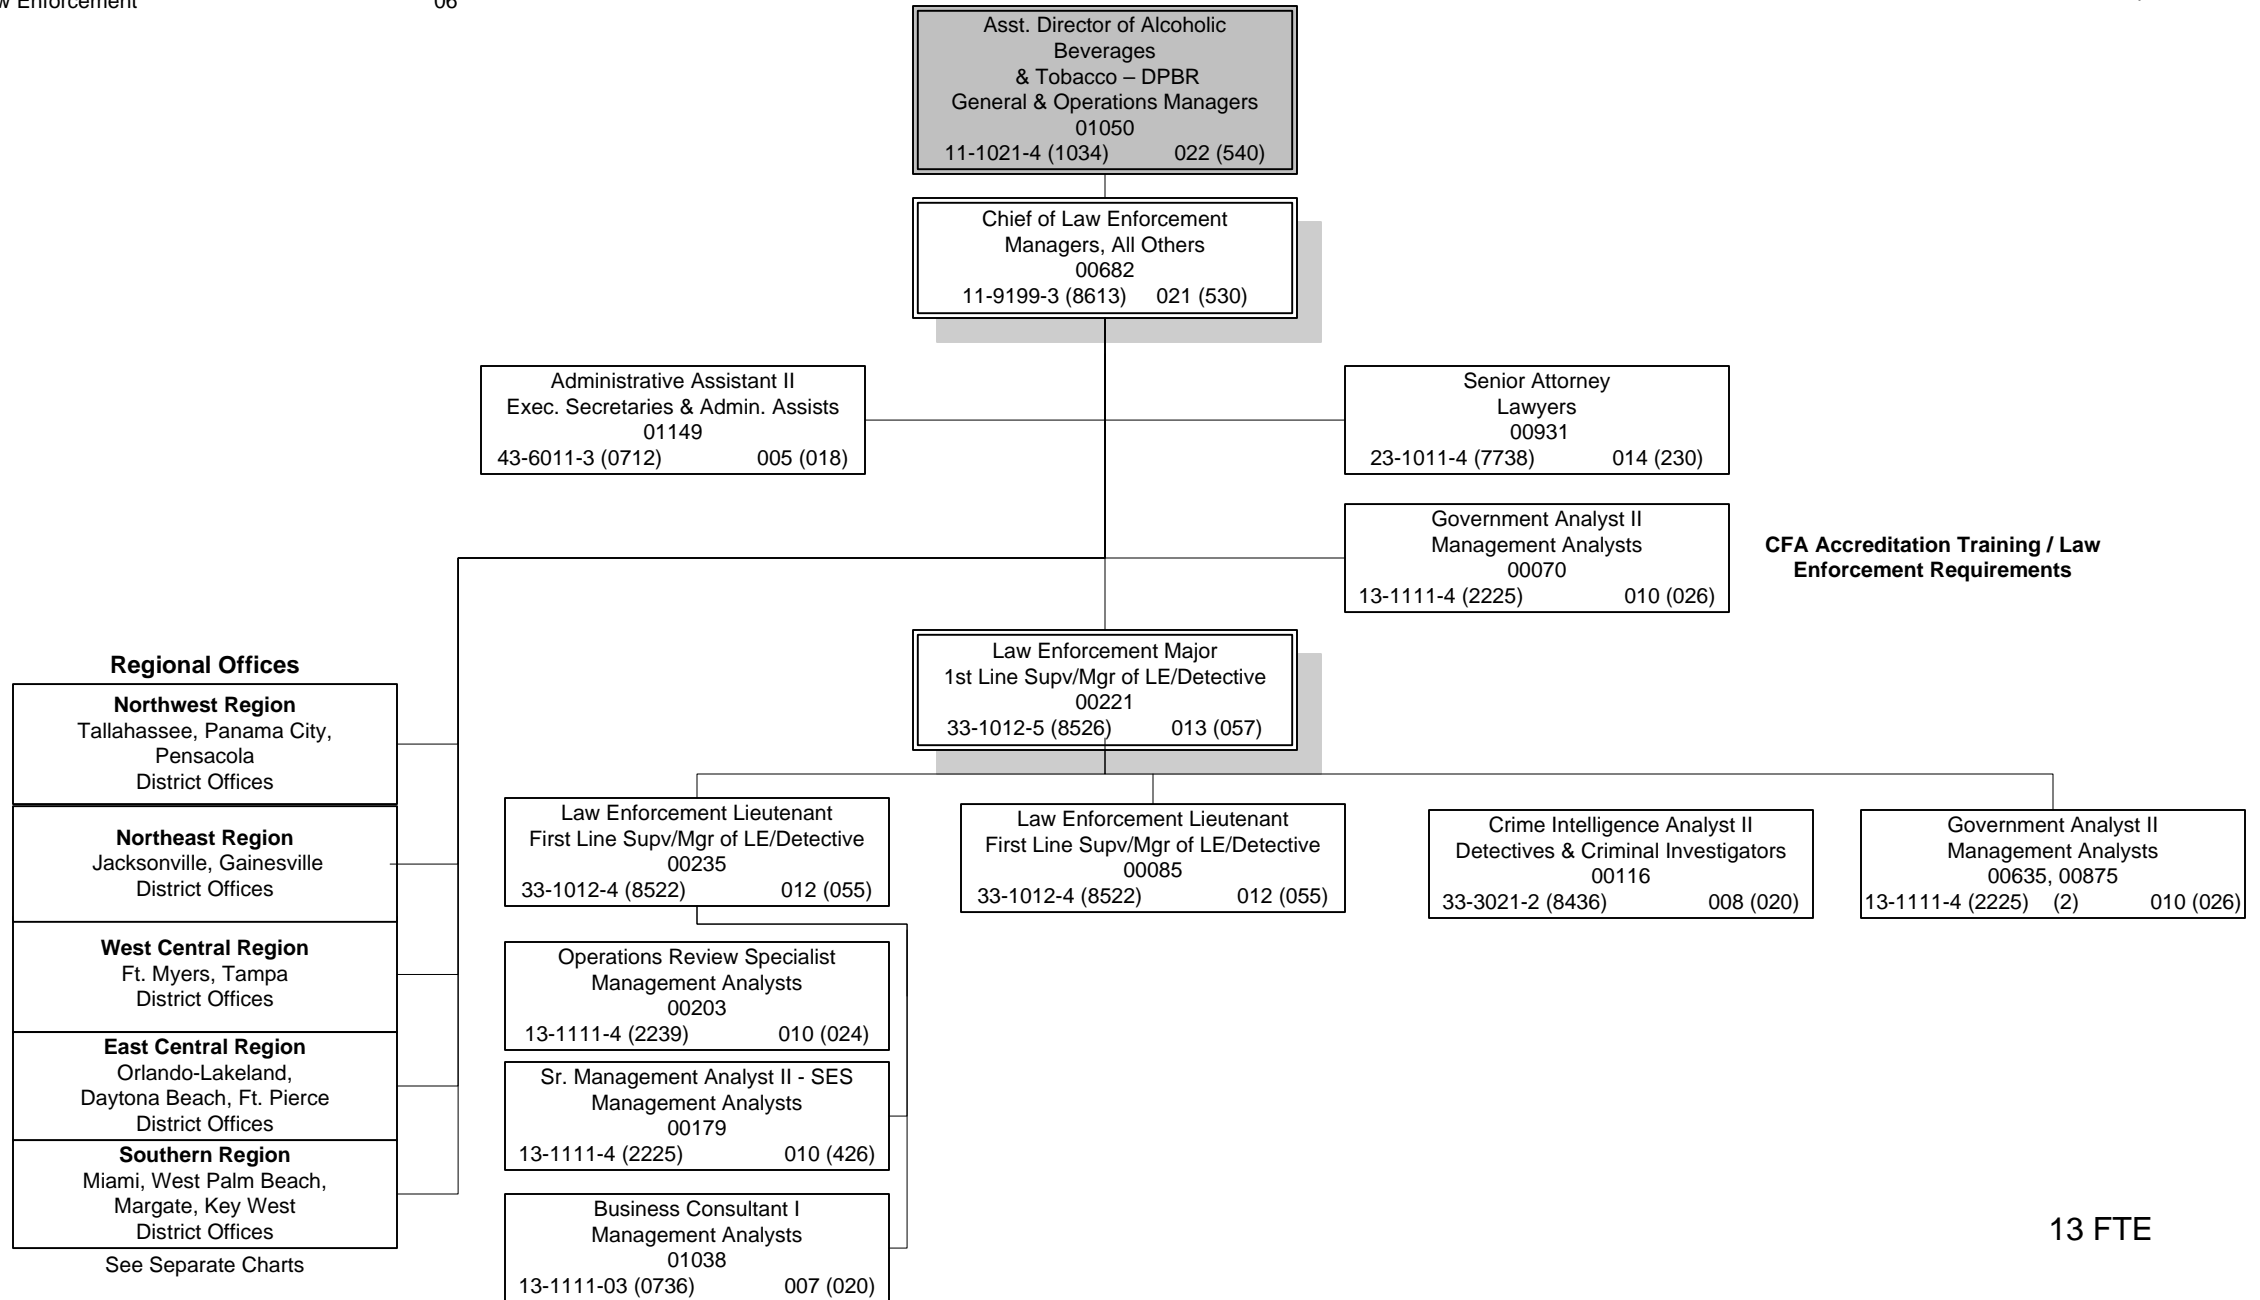 Enforcement
06
Asst. Director of Alcoholic
Beverages
& Tobacco – DPBR
General & Operations Managers
01050
11-1021-4 (1034) 022 (540)
Chief of Law Enforcement
Managers, All Others
00682
11-9199-3 (8613) 021 (530)
Administrative Assistant II
Exec. Secretaries & Admin. Assists
01149
43-6011-3 (0712) 005 (018)
Senior Attorney
Lawyers
00931
23-1011-4 (7738) 014 (230)
Government Analyst II
Management Analysts
00070
13-1111-4 (2225) 010 (026)
CFA Accreditation Training / Law
Enforcement Requirements
Law Enforcement Major
1st Line Supv/Mgr of LE/Detective
00221
33-1012-5 (8526) 013 (057)
Regional Offices
Northwest Region
Tallahassee, Panama City,
Pensacola
District Offices
Northeast Region
Jacksonville, Gainesville
District Offices
West Central Region
Ft. Myers, Tampa
District Offices
East Central Region
Orlando-Lakeland,
Daytona Beach, Ft. Pierce
District Offices
Southern Region
Miami, West Palm Beach,
Margate, Key West
District Offices
See Separate Charts
Law Enforcement Lieutenant
First Line Supv/Mgr of LE/Detective
00235
33-1012-4 (8522) 012 (055)
Law Enforcement Lieutenant
First Line Supv/Mgr of LE/Detective
00085
33-1012-4 (8522) 012 (055)
Crime Intelligence Analyst II
Detectives & Criminal Investigators
00116
33-3021-2 (8436) 008 (020)
Government Analyst II
Management Analysts
00635, 00875
13-1111-4 (2225) (2) 010 (026)
Operations Review Specialist
Management Analysts
00203
13-1111-4 (2239) 010 (024)
Sr. Management Analyst II - SES
Management Analysts
00179
13-1111-4 (2225) 010 (426)
Business Consultant I
Management Analysts
01038
13-1111-03 (0736) 007 (020)
13 FTE